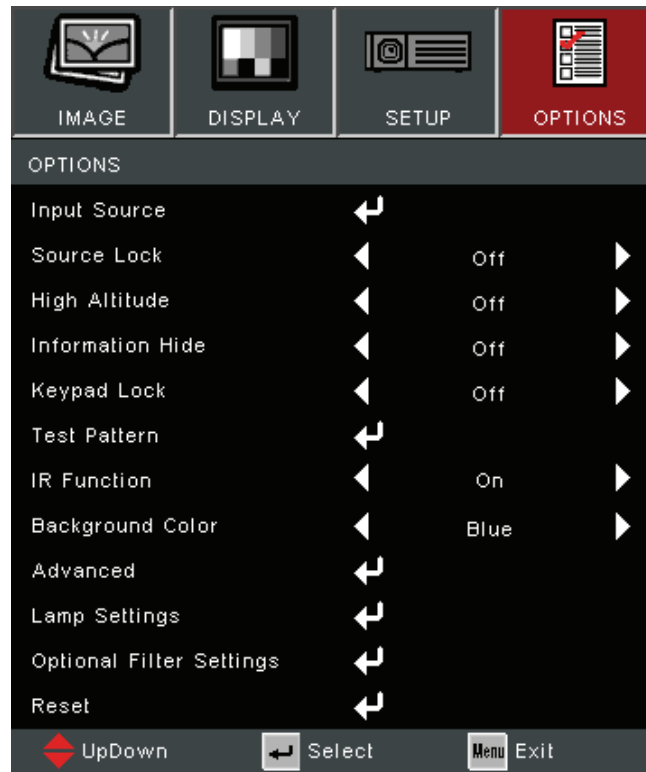 IMAGE DISPLAY SETUP OPTIONS
OPTIONS
Input Source
Source Lock Off
High Altitude Off
Information Hide Off
Keypad Lock Off
Test Pattern
IR Function On
Background Color Blue
Advanced
Lamp Settings
Optional Filter Settings
Reset
UpDown Select Menu Exit